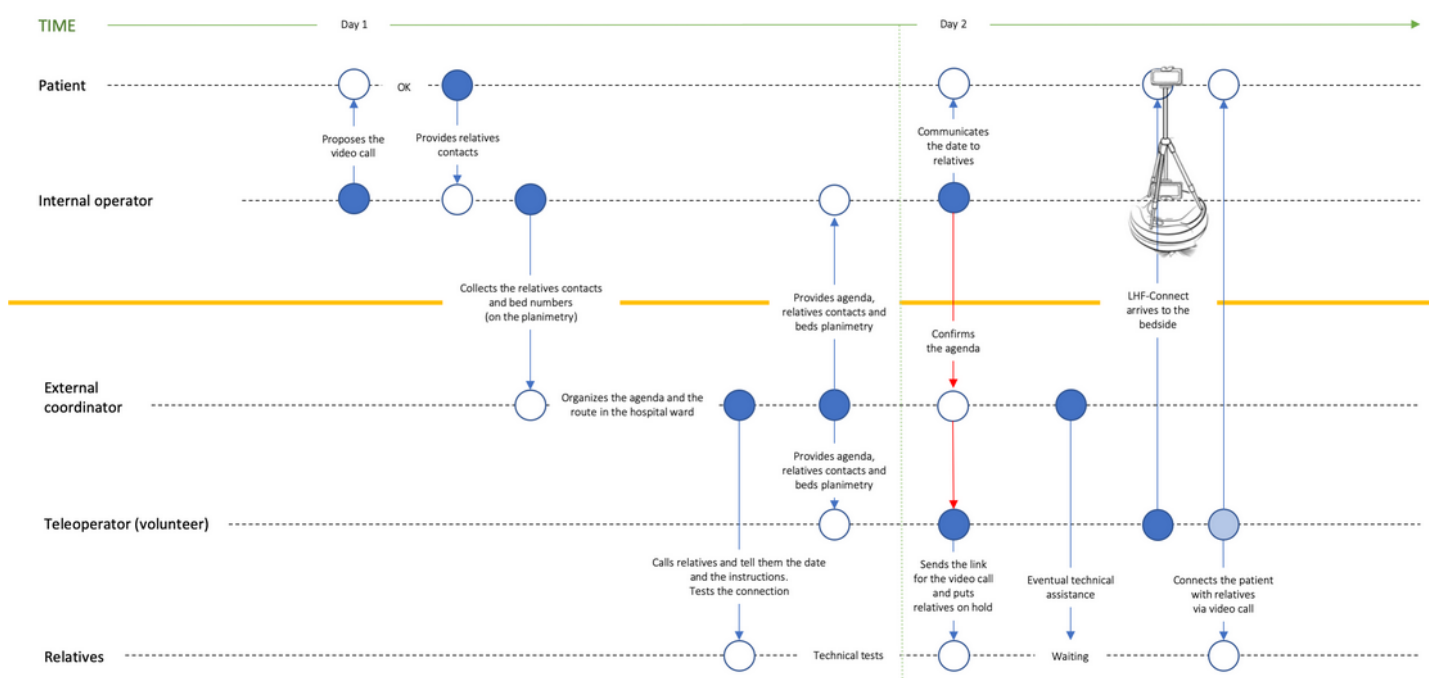 TIME
Day 1
Day 2
Patient
OK
Proposes the
video call
Provides relatives
contacts
Communicates
the date to
relatives
Internal operator
Collects the relatives contacts
and bed numbers
(on the planimetry)
Provides agenda,
relatives contacts and
beds planimetry
Confirms
the agenda
LHF-Connect
arrives to the
bedside
External
coordinator
Organizes the agenda and the
route in the hospital ward
Provides agenda,
relatives contacts and
beds planimetry
Teleoperator (volunteer)
Calls relatives and tell them the date
and the instructions.
Tests the connection
Sends the link
for the video call
and puts
relatives on hold
Eventual technical
assistance
Connects the patient
with relatives
via video call
Relatives
Technical tests
Waiting